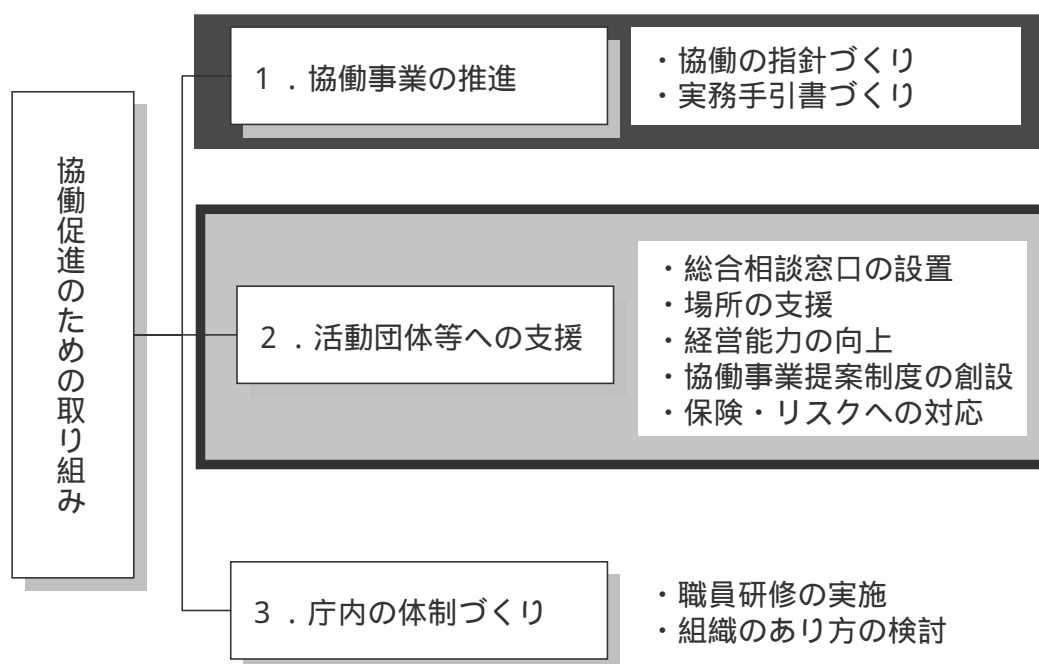 協働促進のための取り組み
１．協働事業の推進
・協働の指針づくり
・実務手引書づくり
２．活動団体等への支援
・総合相談窓口の設置
・場所の支援
・経営能力の向上
・協働事業提案制度の創設
・保険・リスクへの対応
３．庁内の体制づくり
・職員研修の実施
・組織のあり方の検討